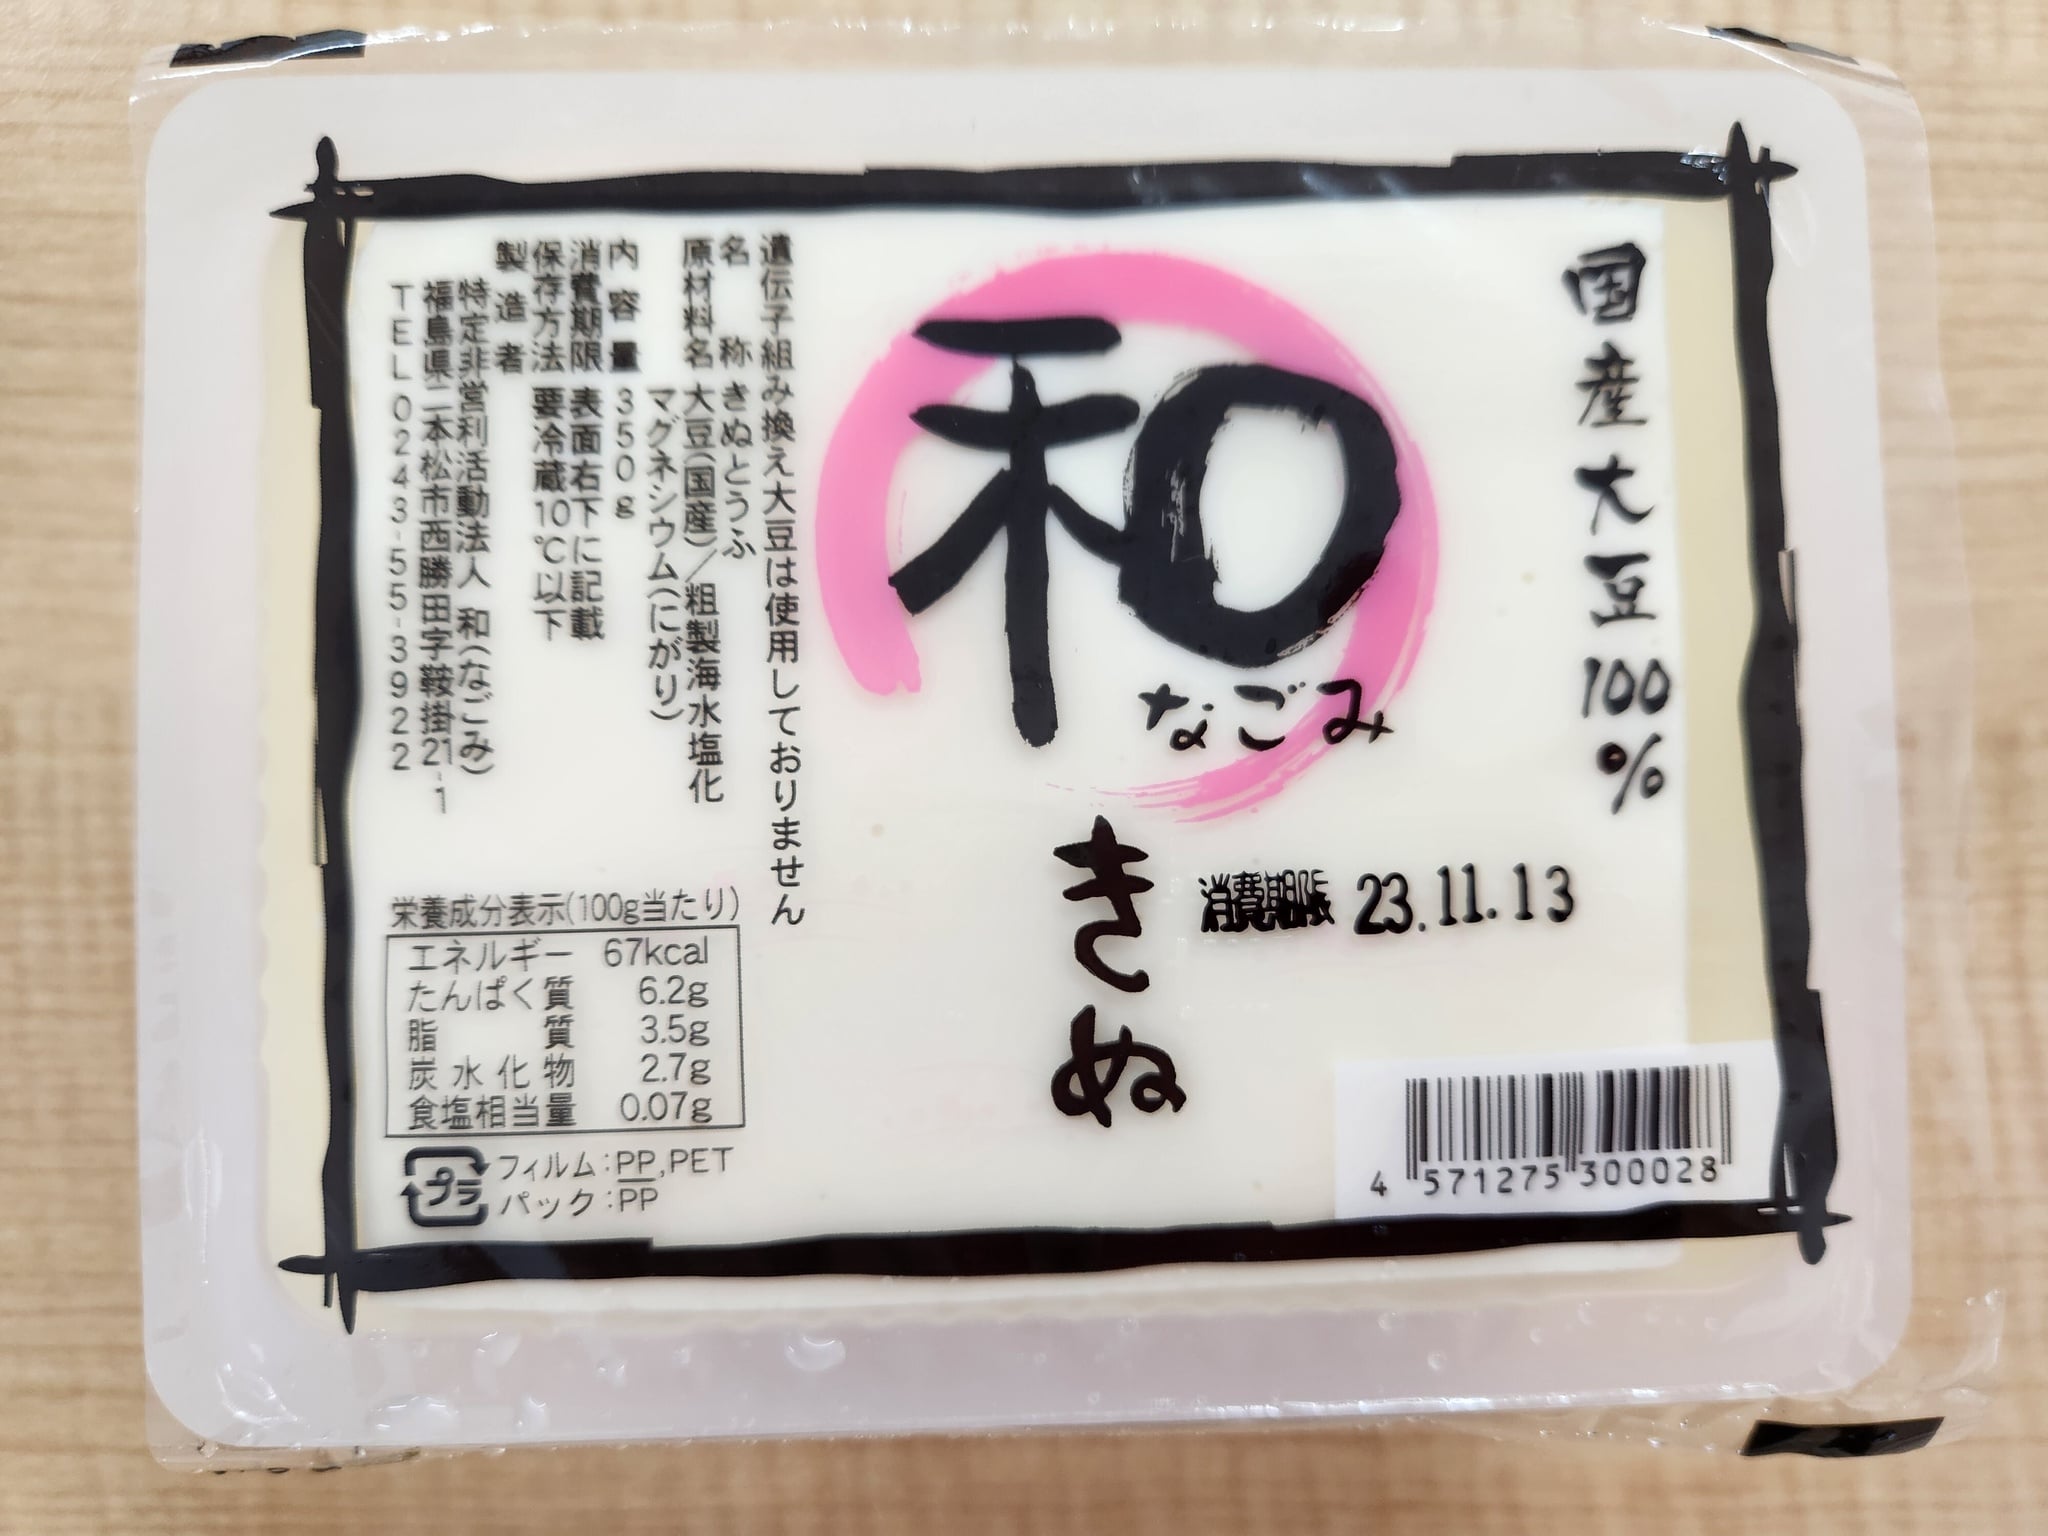 国産大豆100%
和
なごみ
きぬ
消費期限 23.11.13
遺伝子組み換え大豆は使用しておりません
名称 きぬとうふ
原材料名 大豆(国産)/粗製海水塩化
マグネシウム(にがり)
内容量 350g
消費期限 表面右下に記載
保存方法 要冷蔵10℃以下
製造者
特定非営利活動法人 和(なごみ)
福島県二本松市西勝田字鞍掛21-1
TEL0243-55-3922
栄養成分表示(100g当たり)
エネルギー 67kcal
たんぱく質 6.2g
脂質 3.5g
炭水化物 2.7g
食塩相当量 0.07g
プラ
フィルム:PP,PET
パック:PP
4 571275 300028